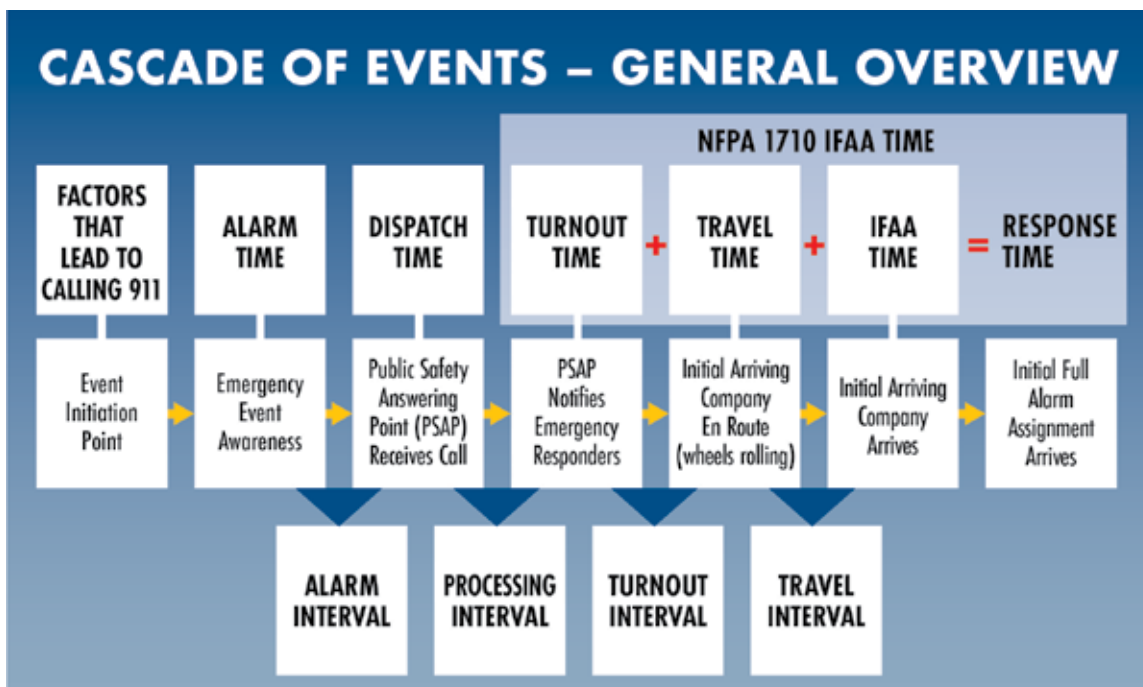 CASCADE OF EVENTS – GENERAL OVERVIEW
NFPA 1710 IFAA TIME
FACTORS
THAT
LEAD TO
CALLING 911
ALARM
TIME
DISPATCH
TIME
TURNOUT
TIME
+
TRAVEL
TIME
+
IFAA
TIME
=
RESPONSE
TIME
Event
Initiation
Point
Emergency
Event
Awareness
Public Safety
Answering
Point (PSAP)
Receives Call
PSAP
Notifies
Emergency
Responders
Initial Arriving
Company
En Route
(wheels rolling)
Initial Arriving
Company
Arrives
Initial Full
Alarm
Assignment
Arrives
ALARM
INTERVAL
PROCESSING
INTERVAL
TURNOUT
INTERVAL
TRAVEL
INTERVAL